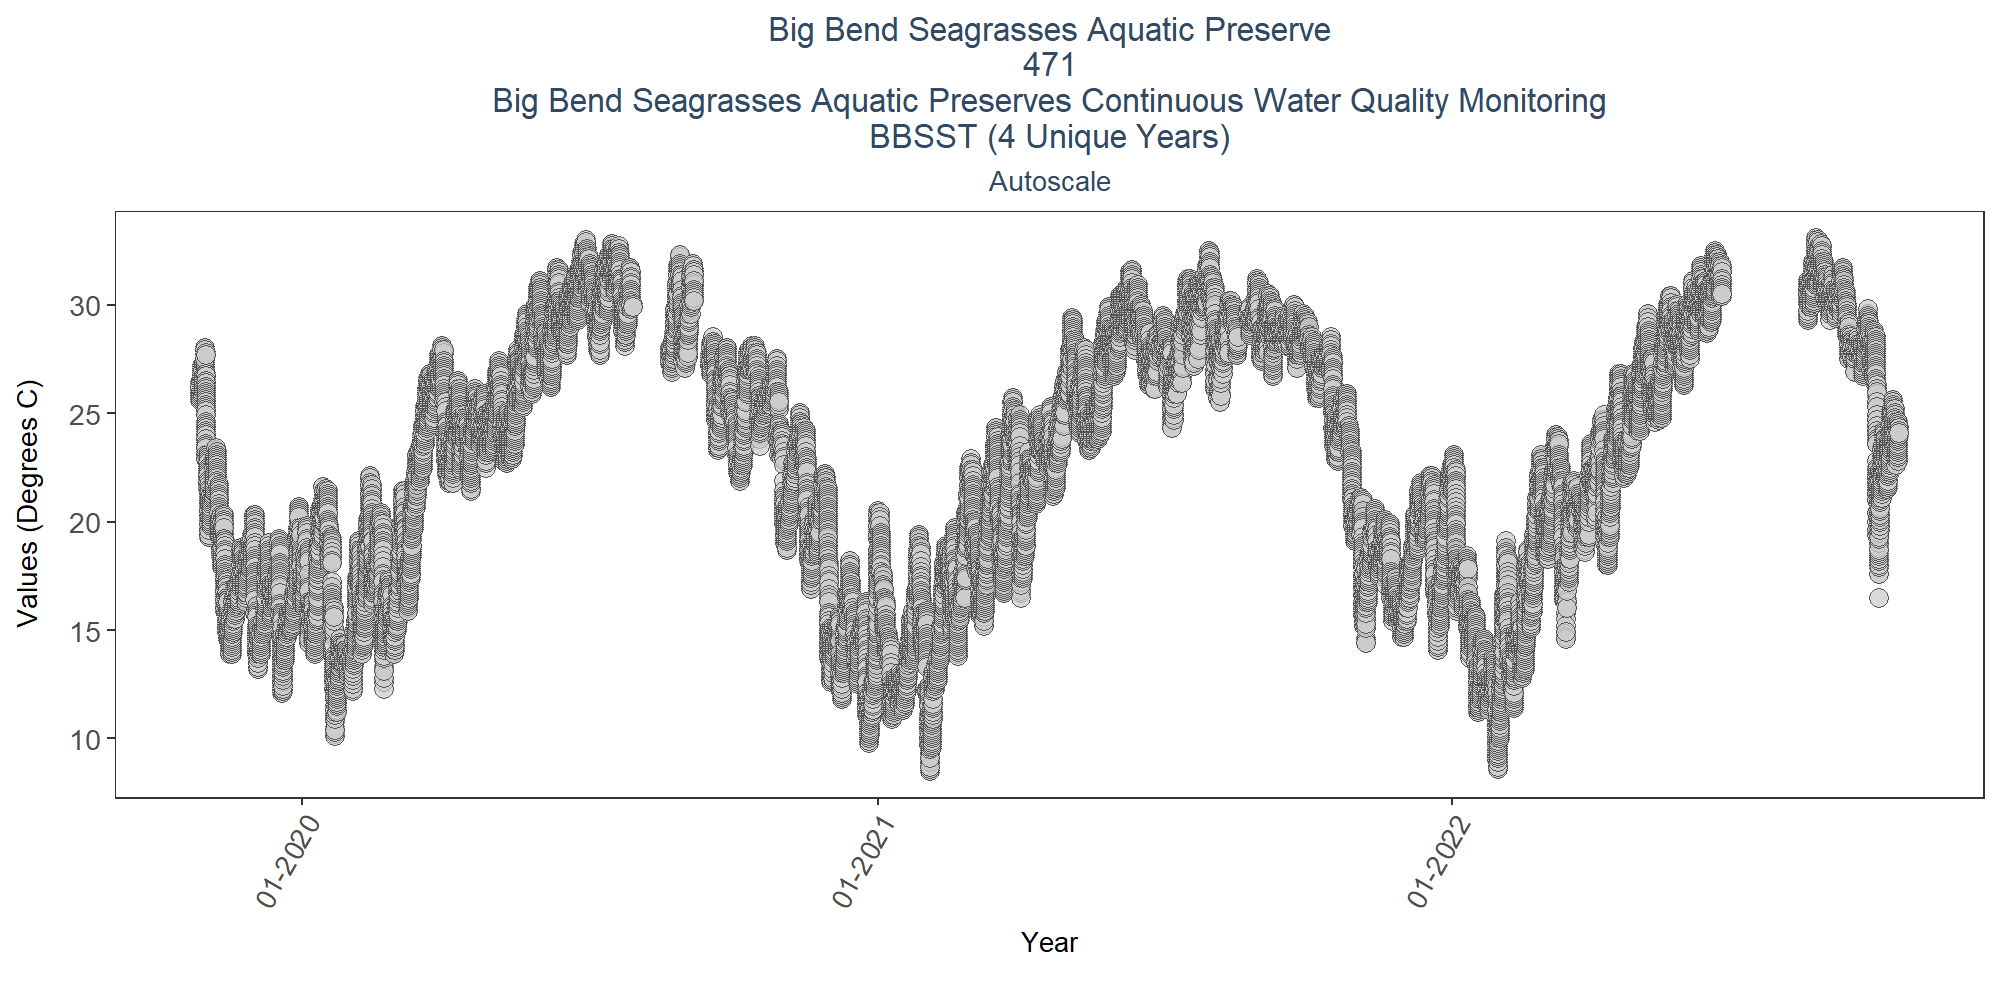 Big Bend Seagrasses Aquatic Preserve
471
Big Bend Seagrasses Aquatic Preserves Continuous Water Quality Monitoring
BBSST (4 Unique Years)
Autoscale
Values (Degrees C)
30
25
20
15
10
01-2020
01-2021
01-2022
Year